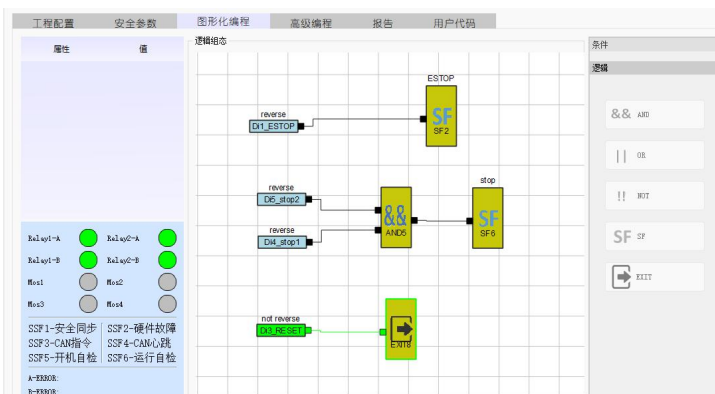 工程配置 安全参数 图形化编程 高级编程 报告 用户代码
属性 值
逻辑组态
条件
逻辑
ESTOP
SF
SF2
reverse
Di1_ESTOP
&& AND
|| OR
!! NOT
SF SF
EXIT
stop
SF
SF6
reverse
Di5_stop2
&&
AND5
reverse
Di4_stop1
not reverse
Di3_RESET
EXIT8
Relay1-A Relay2-A
Relay1-B Relay2-B
Mos1 Mos2
Mos3 Mos4
SSF1-安全同步 SSF2-硬件故障
SSF3-CAN指令 SSF4-CAN心跳
SSF5-开机自检 SSF6-运行自检
A-ERROR:
B-ERROR: